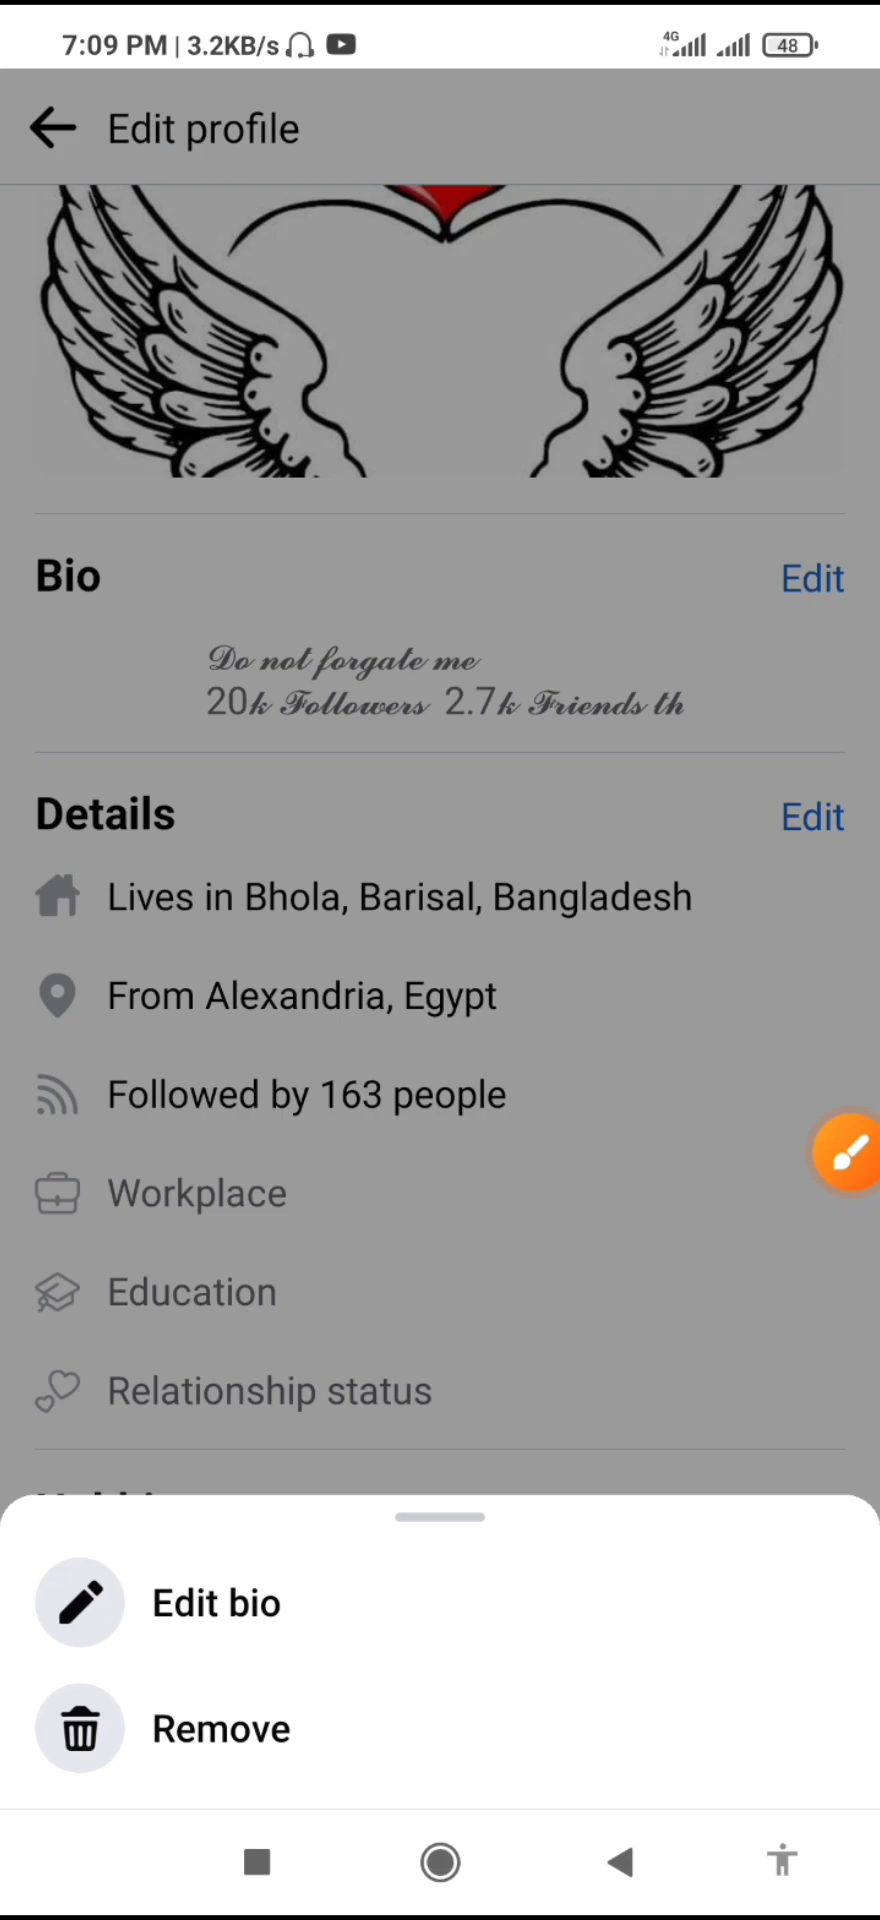 7:09 PM | 3.2KB/s
4G
48
Edit profile
Bio
Edit
𝒟ℴ 𝓃ℴ𝓉 𝒻ℴ𝓇ℊ𝒶𝓉ℯ 𝓂ℯ
20𝓀 ℱℴ𝓁𝓁ℴ𝓌ℯ𝓇𝓈 2.7𝓀 ℱ𝓇𝒾ℯ𝓃𝒹𝓈 𝓉𝒽
Details
Edit
Lives in Bhola, Barisal, Bangladesh
From Alexandria, Egypt
Followed by 163 people
Workplace
Education
Relationship status
Edit bio
Remove